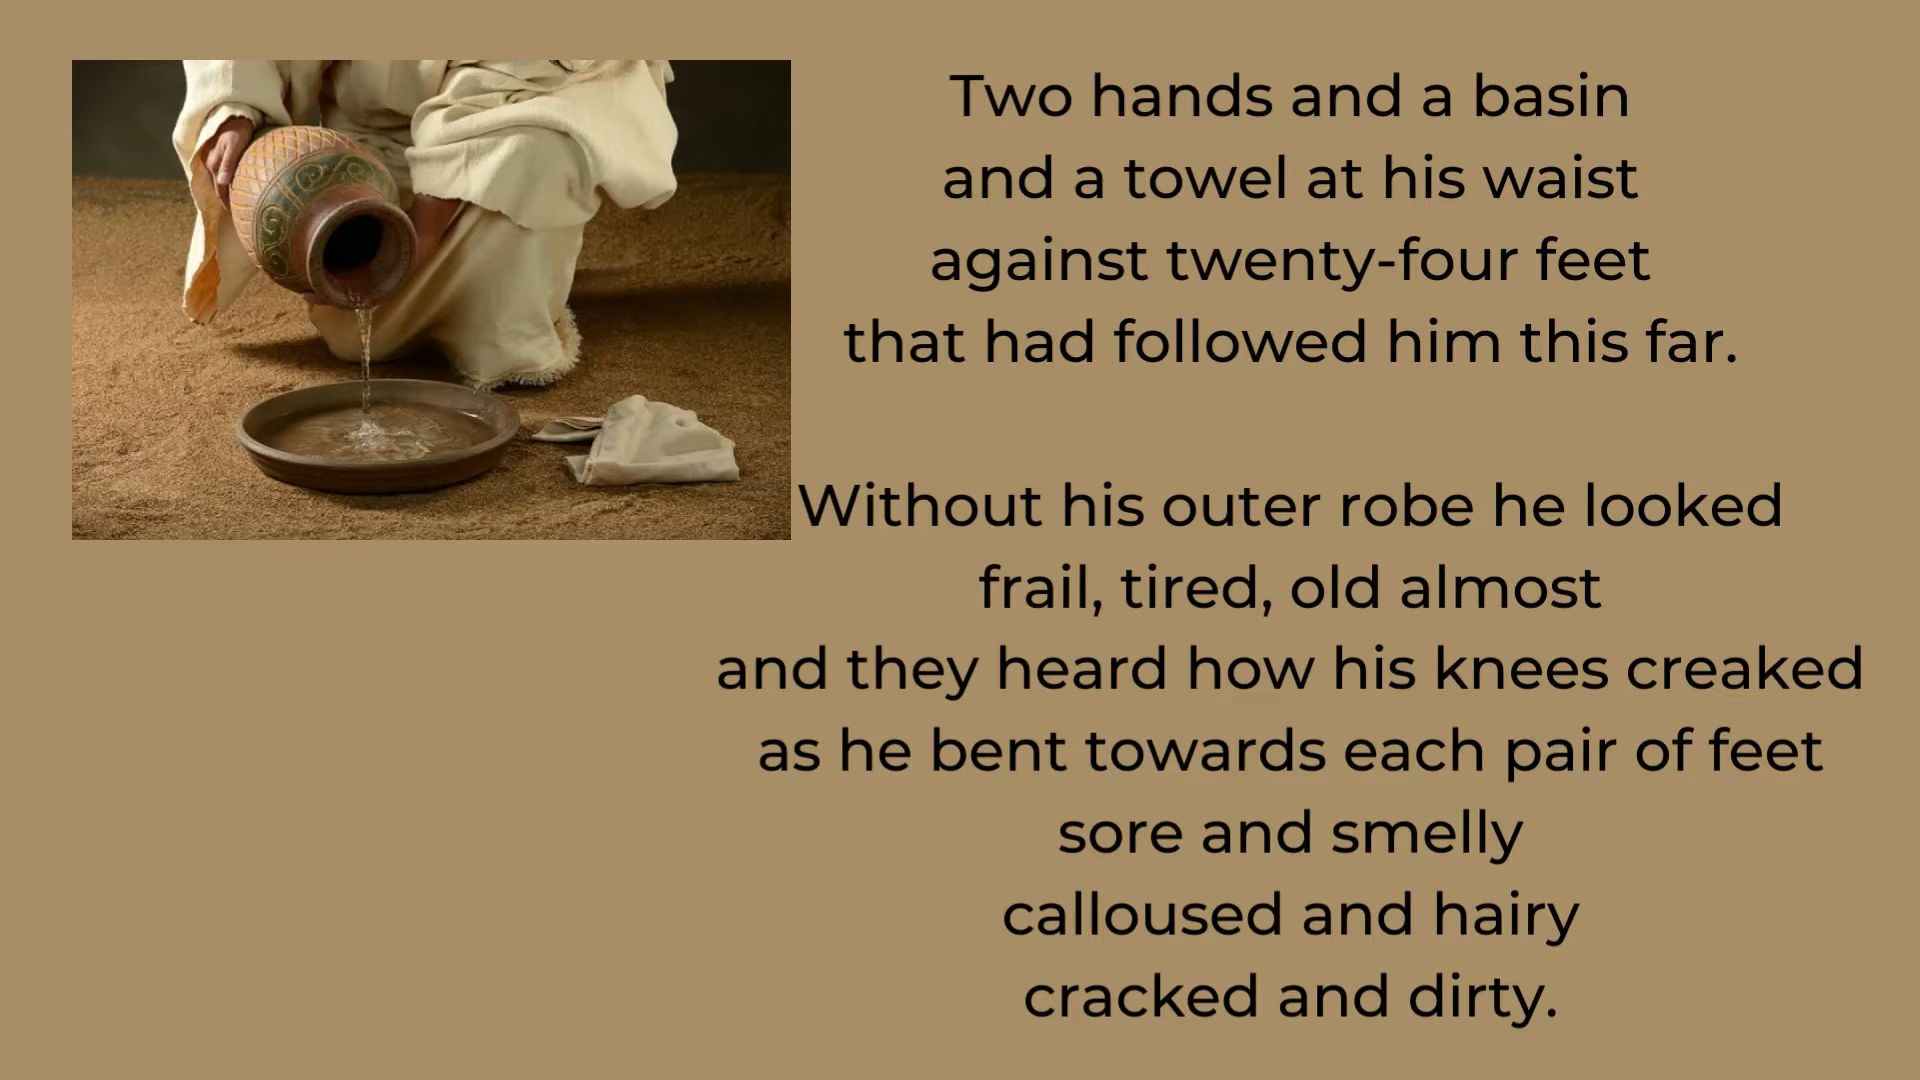 Two hands and a basin
and a towel at his waist
against twenty-four feet
that had followed him this far.
Without his outer robe he looked
frail, tired, old almost
and they heard how his knees creaked
as he bent towards each pair of feet
sore and smelly
calloused and hairy
cracked and dirty.